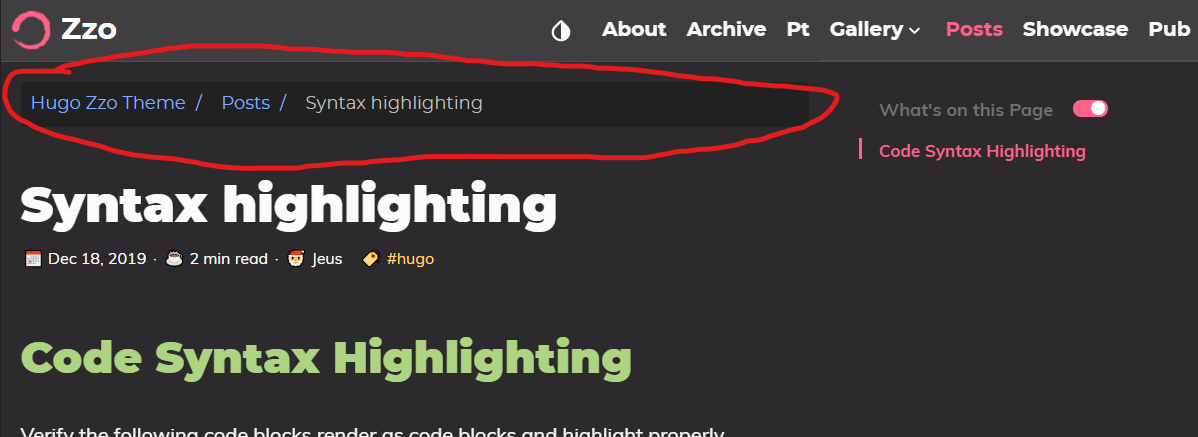 Zzo
About Archive Pt Gallery Posts Showcase Pub
Hugo Zzo Theme / Posts / Syntax highlighting
What's on this Page
Code Syntax Highlighting
Syntax highlighting
Dec 18, 2019 · 2 min read · Jeus #hugo
Code Syntax Highlighting
Verify the following code blocks render as code blocks and highlight properly